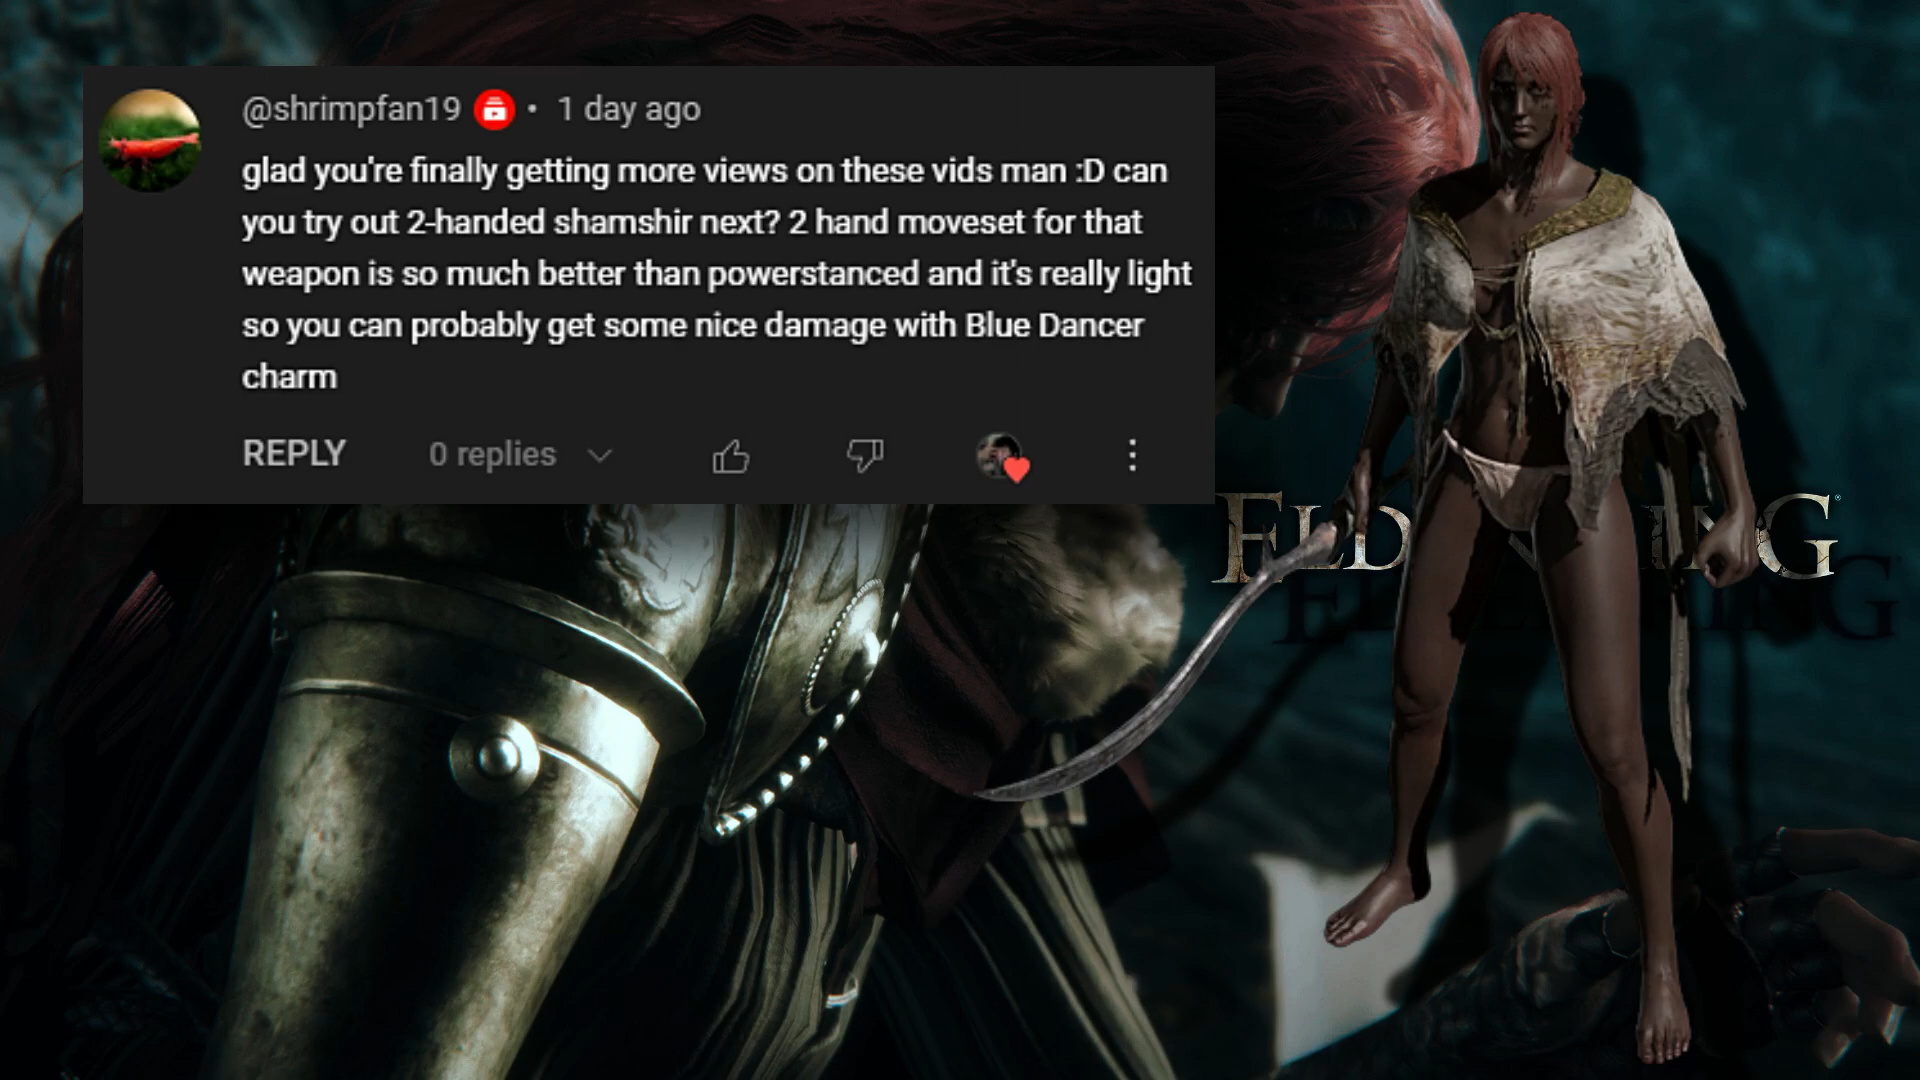 @shrimpfan19 • 1 day ago
glad you're finally getting more views on these vids man :D can
you try out 2-handed shamshir next? 2 hand moveset for that
weapon is so much better than powerstanced and it's really light
so you can probably get some nice damage with Blue Dancer
charm
REPLY 0 replies
ELDEN RING